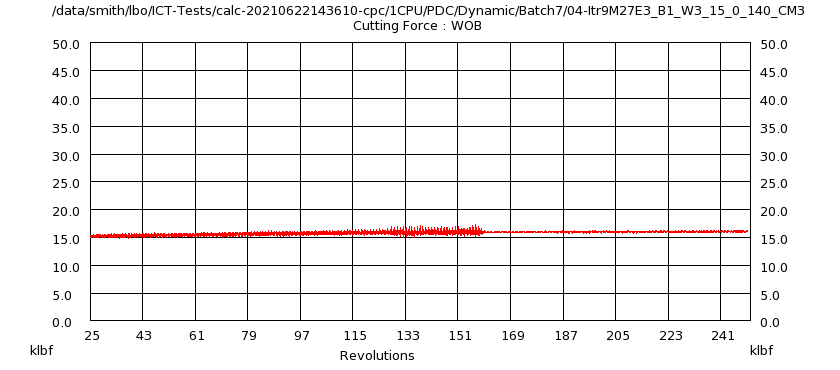 /data/smith/lbo/ICT-Tests/calc-20210622143610-cpc/1CPU/PDC/Dynamic/Batch7/04-Itr9M27E3_B1_W3_15_0_140_CM3
Cutting Force : WOB
50.0 50.0
45.0 45.0
40.0 40.0
35.0 35.0
30.0 30.0
25.0 25.0
20.0 20.0
15.0 15.0
10.0 10.0
5.0 5.0
0.0 0.0
25 43 61 79 97 115 133 151 169 187 205 223 241
klbf klbf
Revolutions